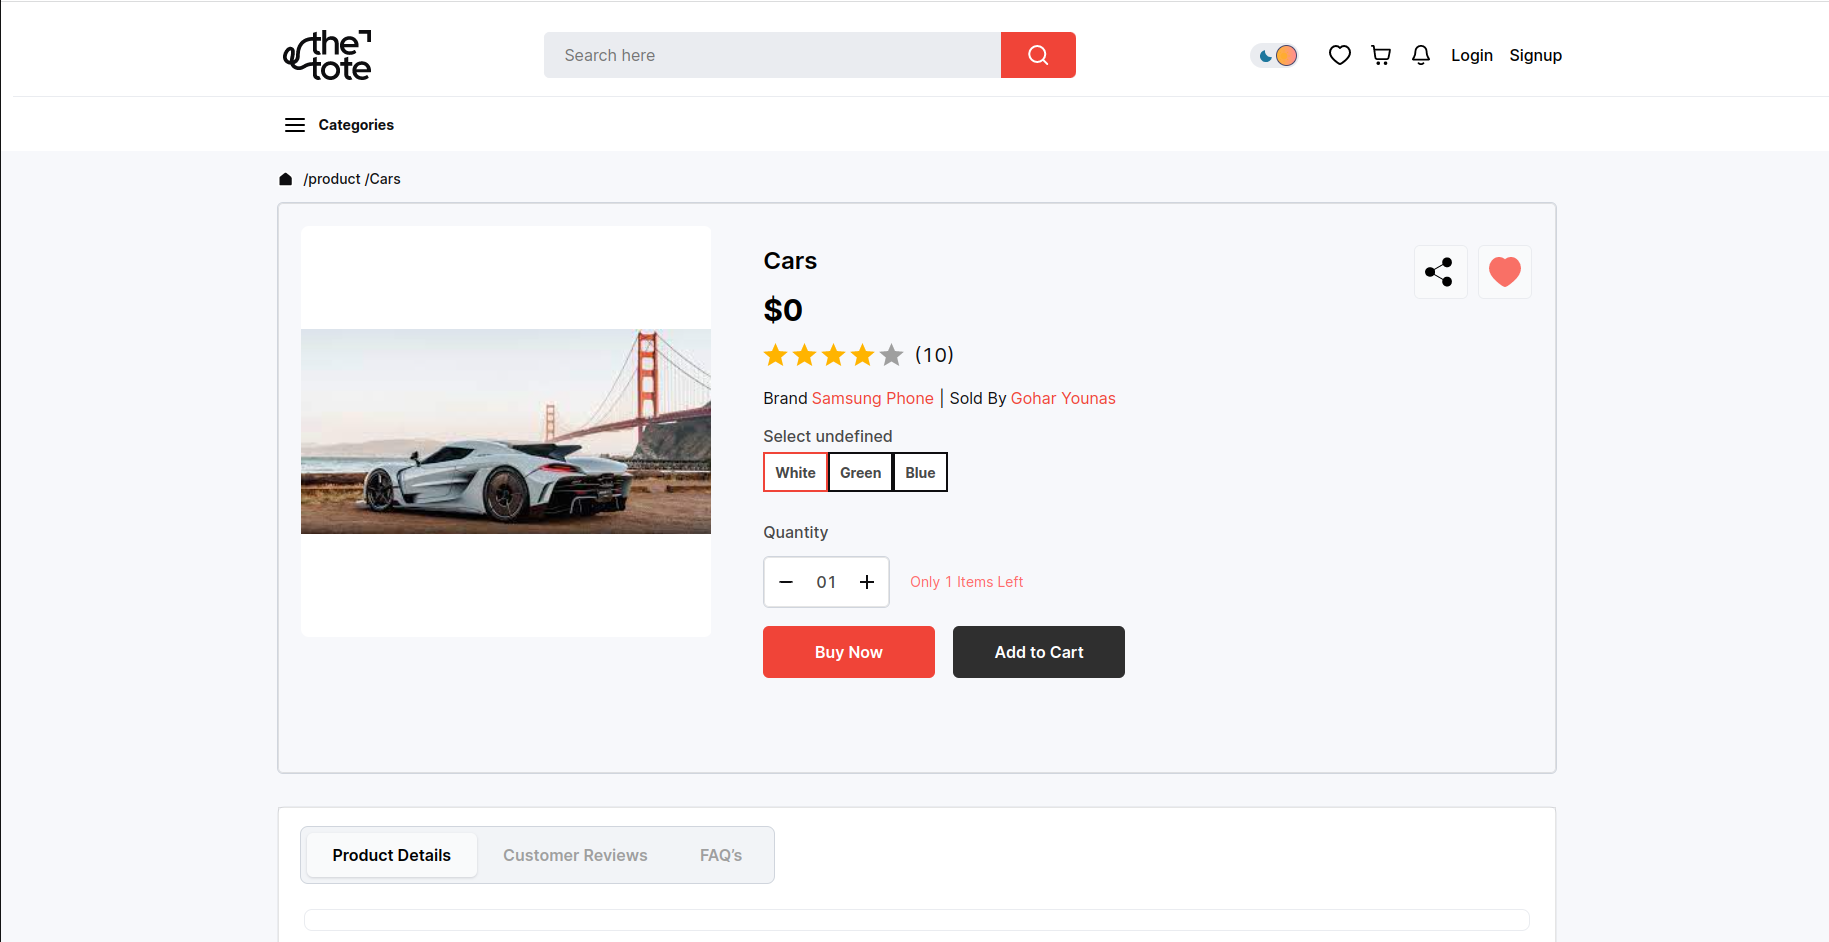 the tote
Search here
Login Signup
Categories
/product /Cars
Cars
$0
(10)
Brand Samsung Phone | Sold By Gohar Younas
Select undefined
White Green Blue
Quantity
01
Only 1 Items Left
Buy Now Add to Cart
Product Details Customer Reviews FAQ’s